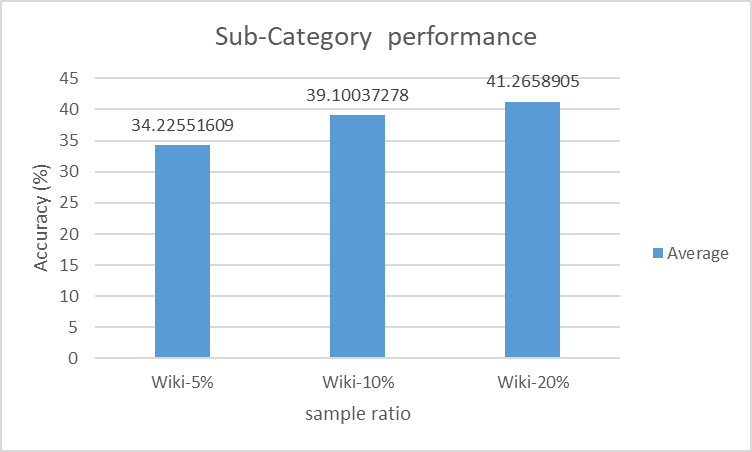 Sub-Category performance
45
40
35
30
25
20
15
10
5
0
Accuracy (%)
34.22551609
39.10037278
41.2658905
Wiki-5%
Wiki-10%
Wiki-20%
sample ratio
Average